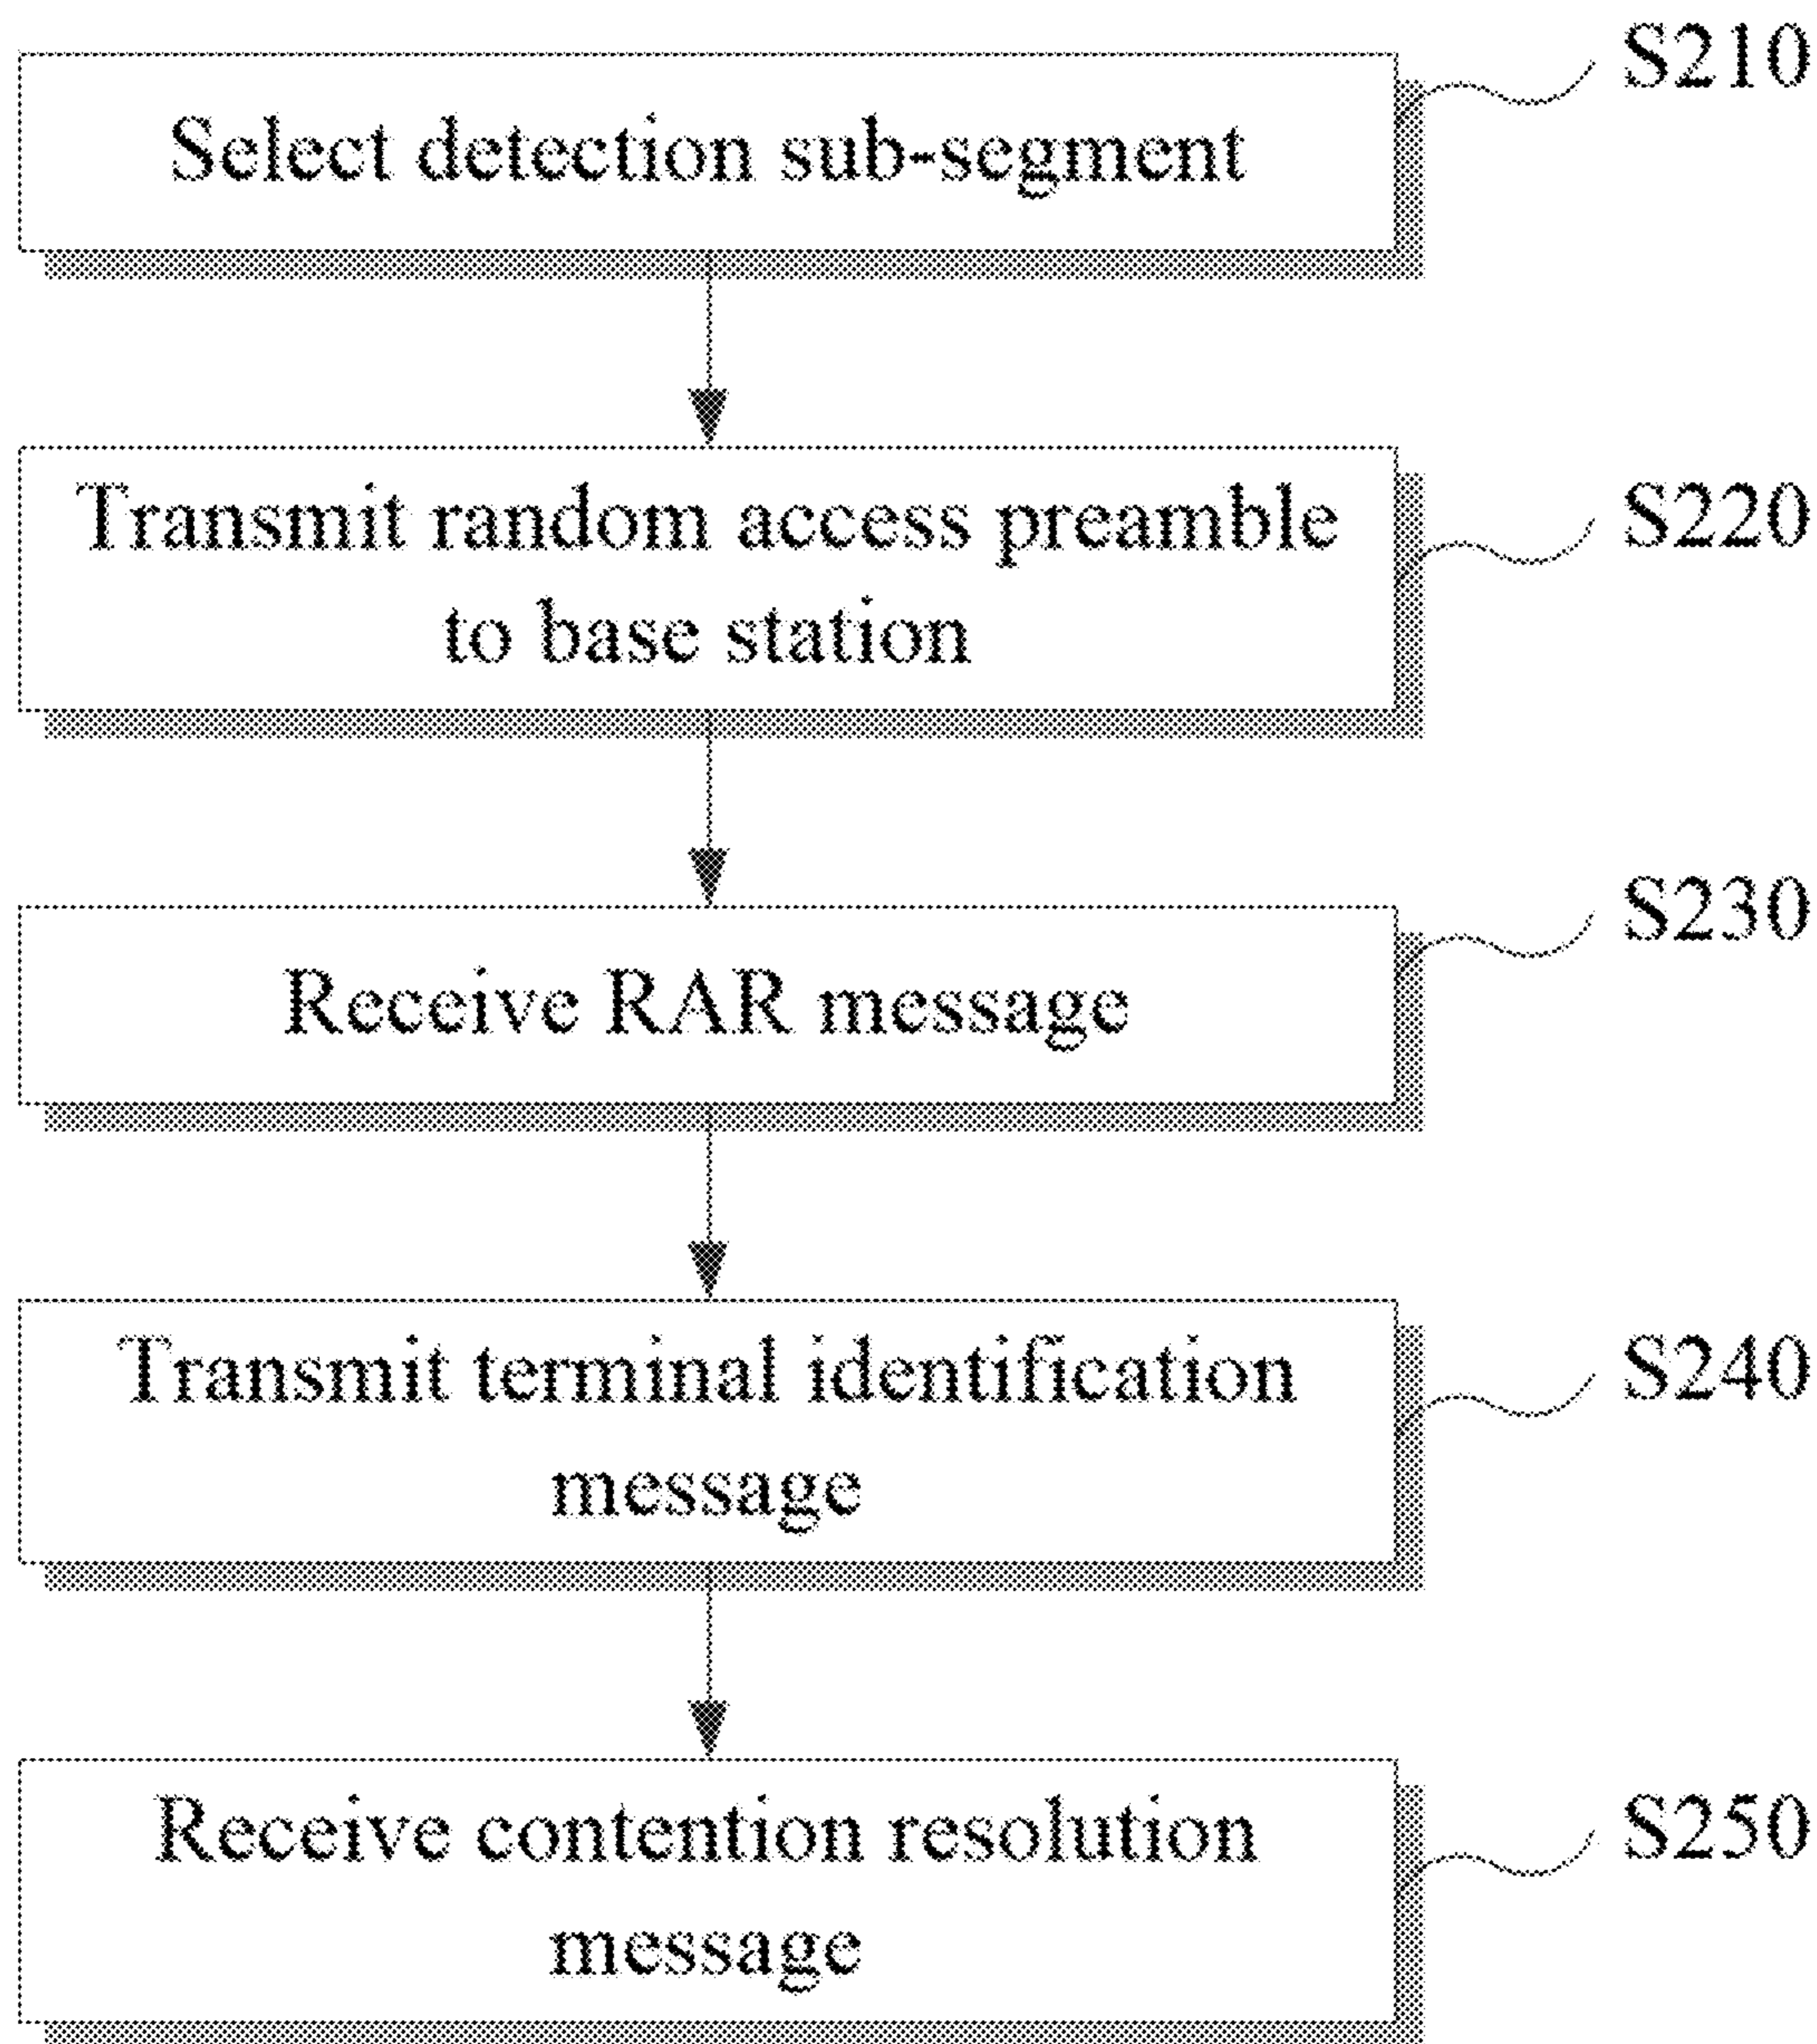 S210
Select detection sub-segment
S220
Transmit random access preamble
to base station
S230
Receive RAR message
S240
Transmit terminal identification
message
S250
Receive contention resolution
message